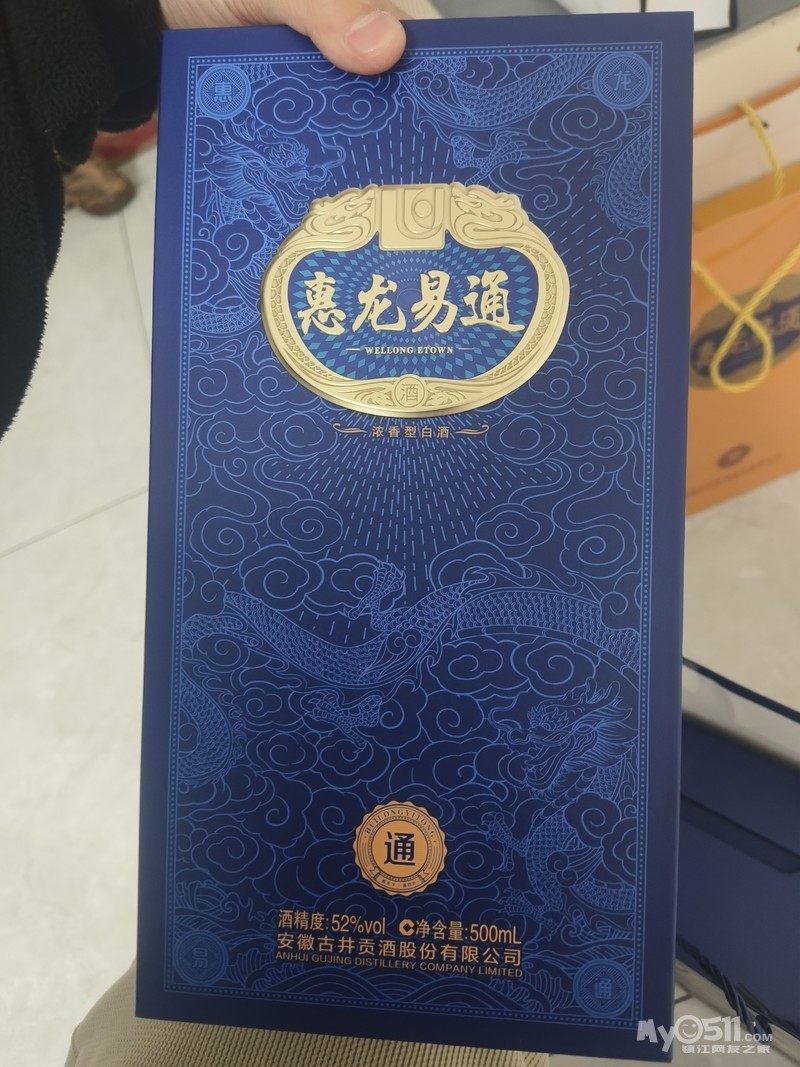 惠
龙
惠龙易通
WELLONG ETOWN
酒
浓香型白酒
通
酒精度:52%vol 净含量:500mL
安徽古井贡酒股份有限公司
ANHUI GUJING DISTILLERY COMPANY LIMITED
易
通
My0511.COM
镇江网友之家